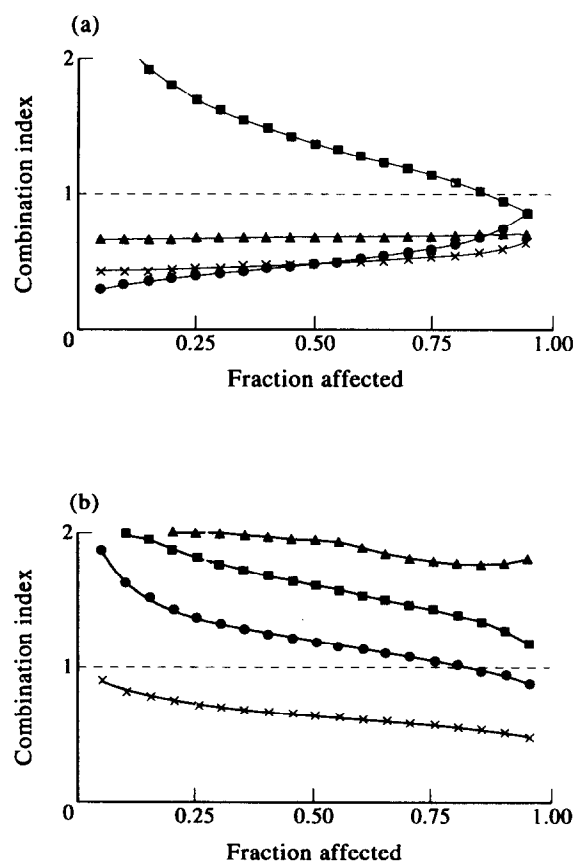 (a)
2
1
0
0.25
0.50
0.75
1.00
Combination index
Fraction affected
(b)
2
1
0
0.25
0.50
0.75
1.00
Combination index
Fraction affected